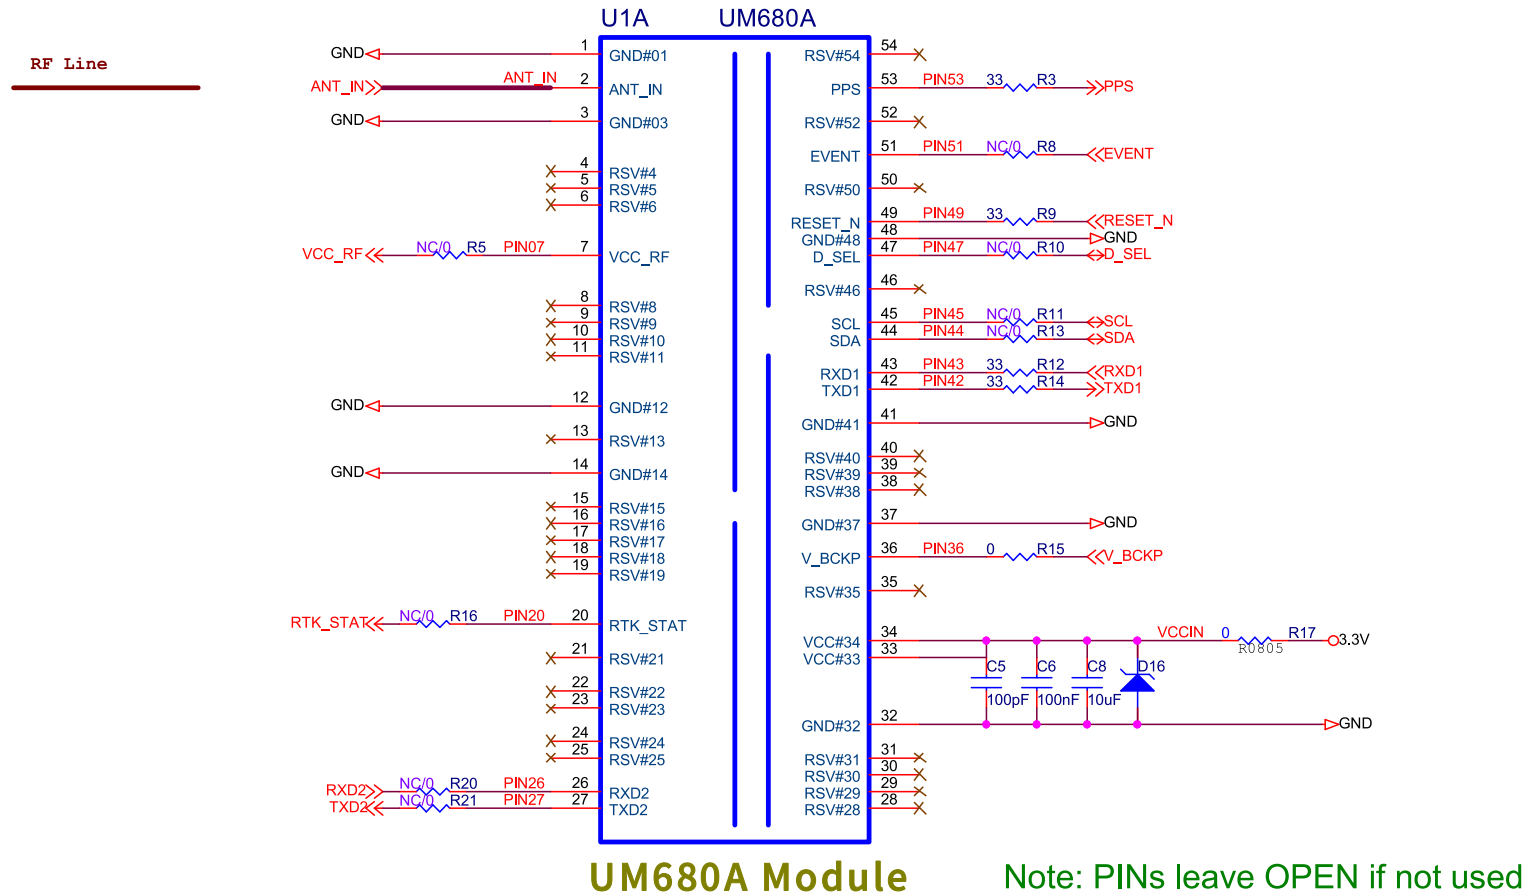 U1A UM680A
RF Line
GND 1 GND#01
ANT_IN ANT_IN 2 ANT_IN
GND 3 GND#03
4 RSV#4
5 RSV#5
6 RSV#6
VCC_RF NC/0 R5 PIN07 7 VCC_RF
8 RSV#8
9 RSV#9
10 RSV#10
11 RSV#11
GND 12 GND#12
13 RSV#13
GND 14 GND#14
15 RSV#15
16 RSV#16
17 RSV#17
18 RSV#18
19 RSV#19
RTK_STAT NC/0 R16 PIN20 20 RTK_STAT
21 RSV#21
22 RSV#22
23 RSV#23
24 RSV#24
25 RSV#25
RXD2 NC/0 R20 PIN26 26 RXD2
TXD2 NC/0 R21 PIN27 27 TXD2
RSV#54 54
PPS 53 PIN53 33 R3 PPS
RSV#52 52
EVENT 51 PIN51 NC/0 R8 EVENT
RSV#50 50
RESET_N 49 PIN49 33 R9 RESET_N
GND#48 48 GND
D_SEL 47 PIN47 NC/0 R10 D_SEL
RSV#46 46
SCL 45 PIN45 NC/0 R11 SCL
SDA 44 PIN44 NC/0 R13 SDA
RXD1 43 PIN43 33 R12 RXD1
TXD1 42 PIN42 33 R14 TXD1
GND#41 41 GND
RSV#40 40
RSV#39 39
RSV#38 38
GND#37 37 GND
V_BCKP 36 PIN36 0 R15 V_BCKP
RSV#35 35
VCC#34 34 VCCIN 0 R17 3.3V
R0805
VCC#33 33
C5 C6 C8 D16
100pF 100nF 10uF
GND#32 32 GND
RSV#31 31
RSV#30 30
RSV#29 29
RSV#28 28
UM680A Module
Note: PINs leave OPEN if not used